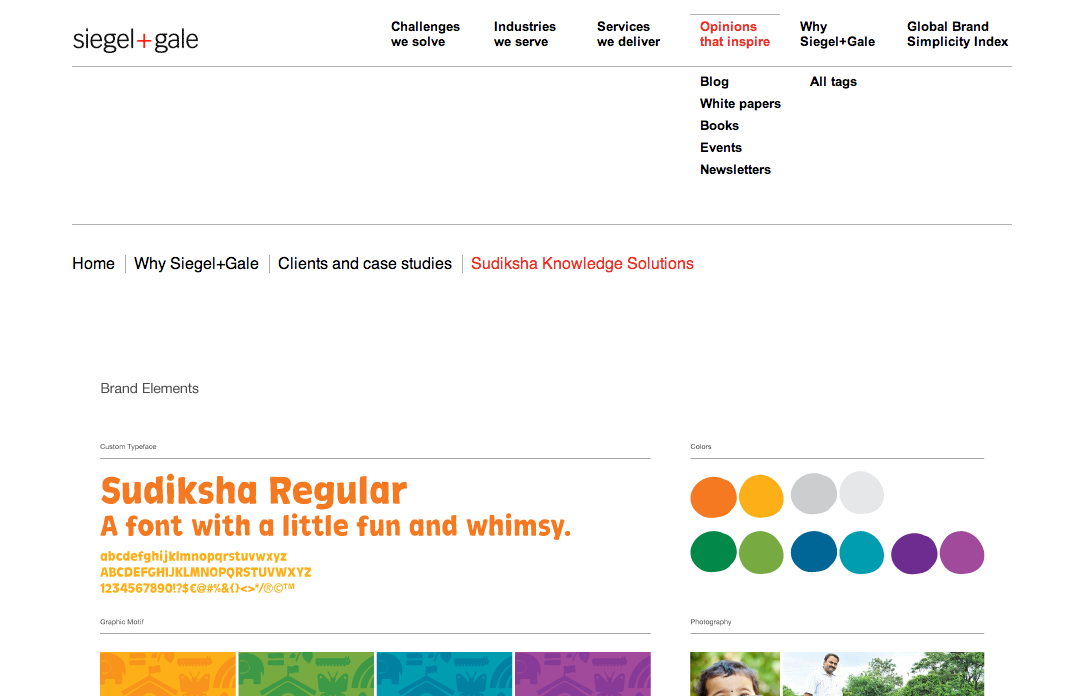 siegel+gale
Challenges
we solve
Industries
we serve
Services
we deliver
Opinions
that inspire
Why
Siegel+Gale
Global Brand
Simplicity Index
Blog
White papers
Books
Events
Newsletters
All tags
Home
Why Siegel+Gale
Clients and case studies
Sudiksha Knowledge Solutions
Brand Elements
Custom Typeface
Sudiksha Regular
A font with a little fun and whimsy.
abcdefghijklmnopqrstuvwxyz
ABCDEFGHIJKLMNOPQRSTUVWXYZ
1234567890!?$€@#%&{}<>*/®©™
Colors
Graphic Motif
Photography